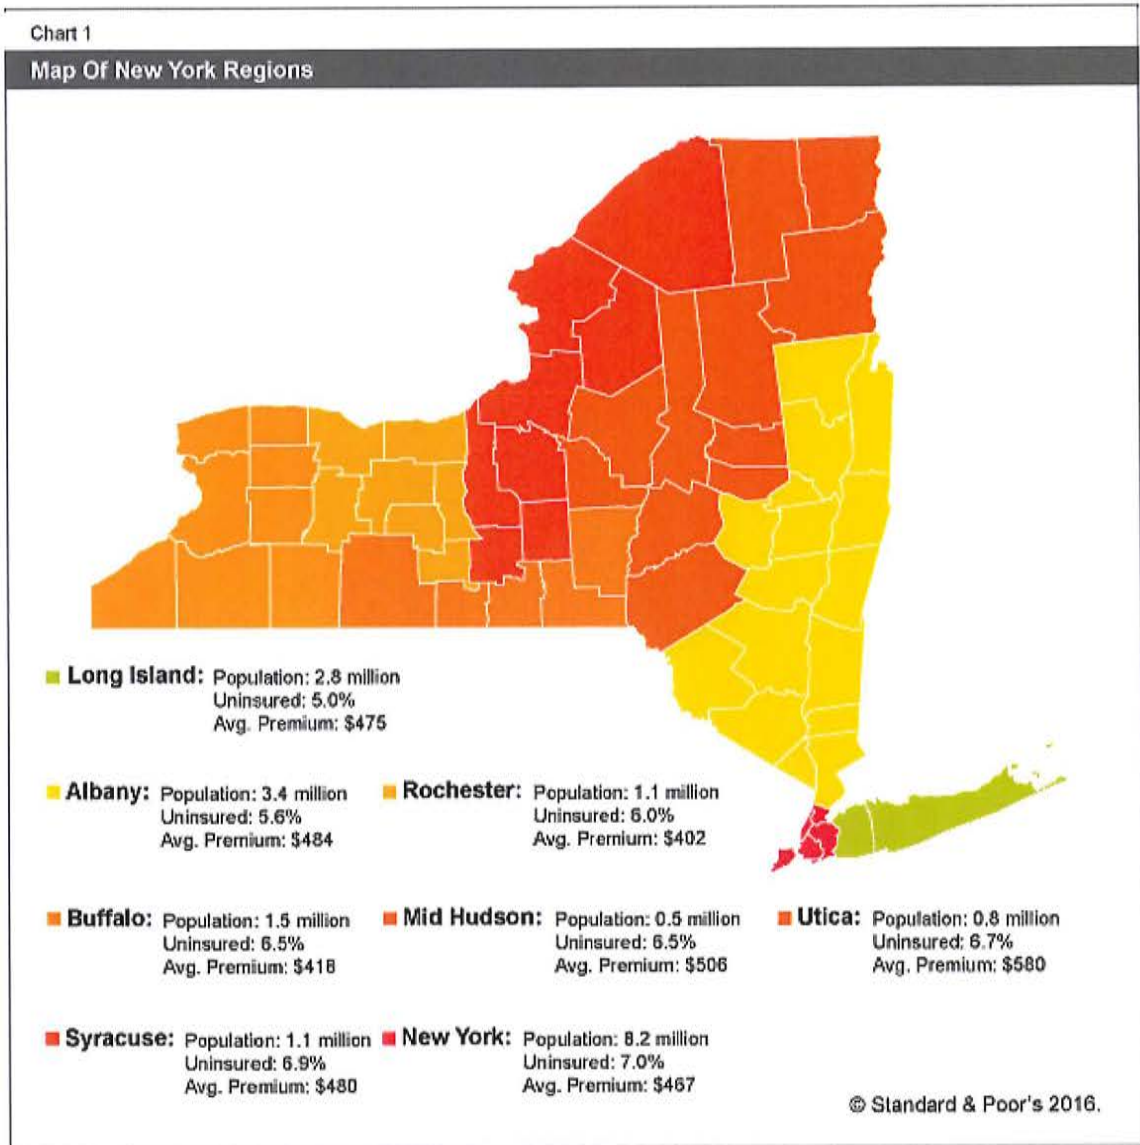 Chart 1
Map Of New York Regions
Long Island: Population: 2.8 million
Uninsured: 5.0%
Avg. Premium: $475
Albany: Population: 3.4 million
Uninsured: 5.6%
Avg. Premium: $484
Rochester: Population: 1.1 million
Uninsured: 6.0%
Avg. Premium: $402
Buffalo: Population: 1.5 million
Uninsured: 6.5%
Avg. Premium: $418
Mid Hudson: Population: 0.5 million
Uninsured: 6.5%
Avg. Premium: $506
Utica: Population: 0.8 million
Uninsured: 6.7%
Avg. Premium: $580
Syracuse: Population: 1.1 million
Uninsured: 6.9%
Avg. Premium: $480
New York: Population: 8.2 million
Uninsured: 7.0%
Avg. Premium: $467
© Standard & Poor's 2016.